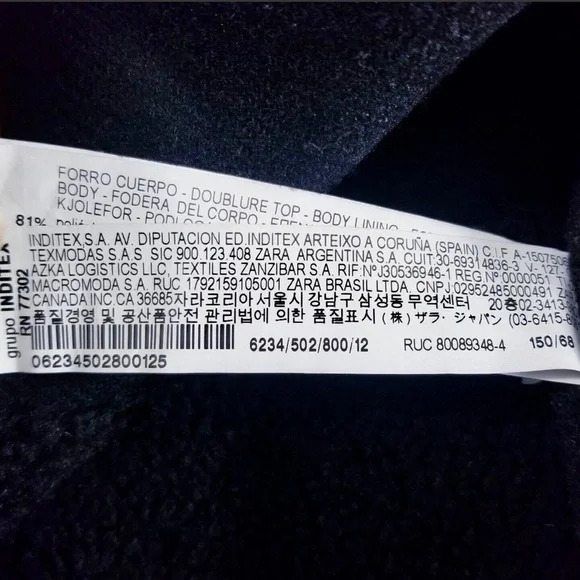 FORRO CUERPO - DOUBLURE TOP - BODY LINING -
BODY - FODERA DEL CORPO -
KJOLEFOR -
81%
INDITEX,S.A. AV. DIPUTACION ED.INDITEX ARTEIXO A CORUÑA (SPAIN) C.I.F A-1507506
TEXMODAS S.A.S SIC 900.123.408 ZARA ARGENTINA S.A. CUIT:30-69314836-3 V-127-
AZKA LOGISTICS LLC, TEXTILES ZANZIBAR S.A. RIF:NºJ30536946-1 REG.Nº 0000051
MACROMODA S.A. RUC 1792159105001 ZARA BRASIL LTDA. CNPJ:02952485000491
CANADA INC.CA 36685자라코리아 서울시 강남구 삼성동 무역센터 20층02-3413
품질경영 및 공산품안전 관리법에 의한 품질표시 (株) ザラ・ジャパン (03-6415-8
grupo INDITEX
RN 77302
6234/502/800/12 RUC 80089348-4 150/68
06234502800125